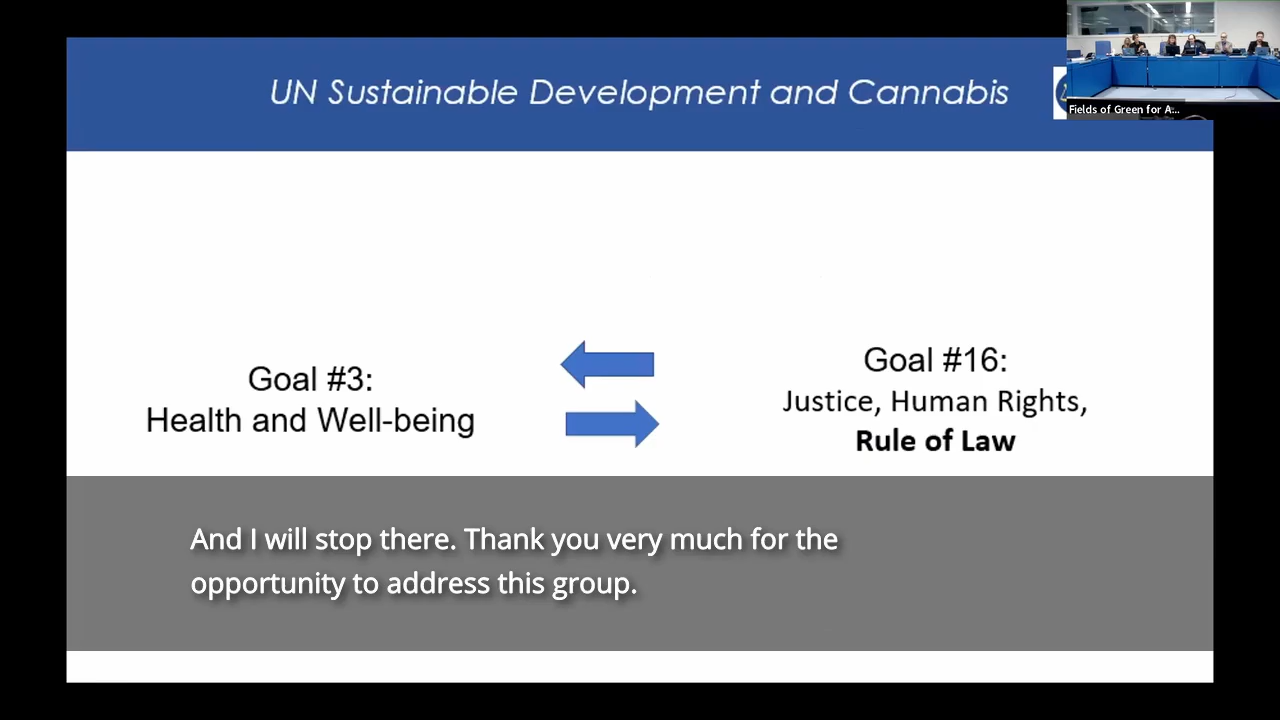 UN Sustainable Development and Cannabis
Fields of Green for A...
Goal #3:
Health and Well-being
Goal #16:
Justice, Human Rights,
Rule of Law
And I will stop there. Thank you very much for the
opportunity to address this group.